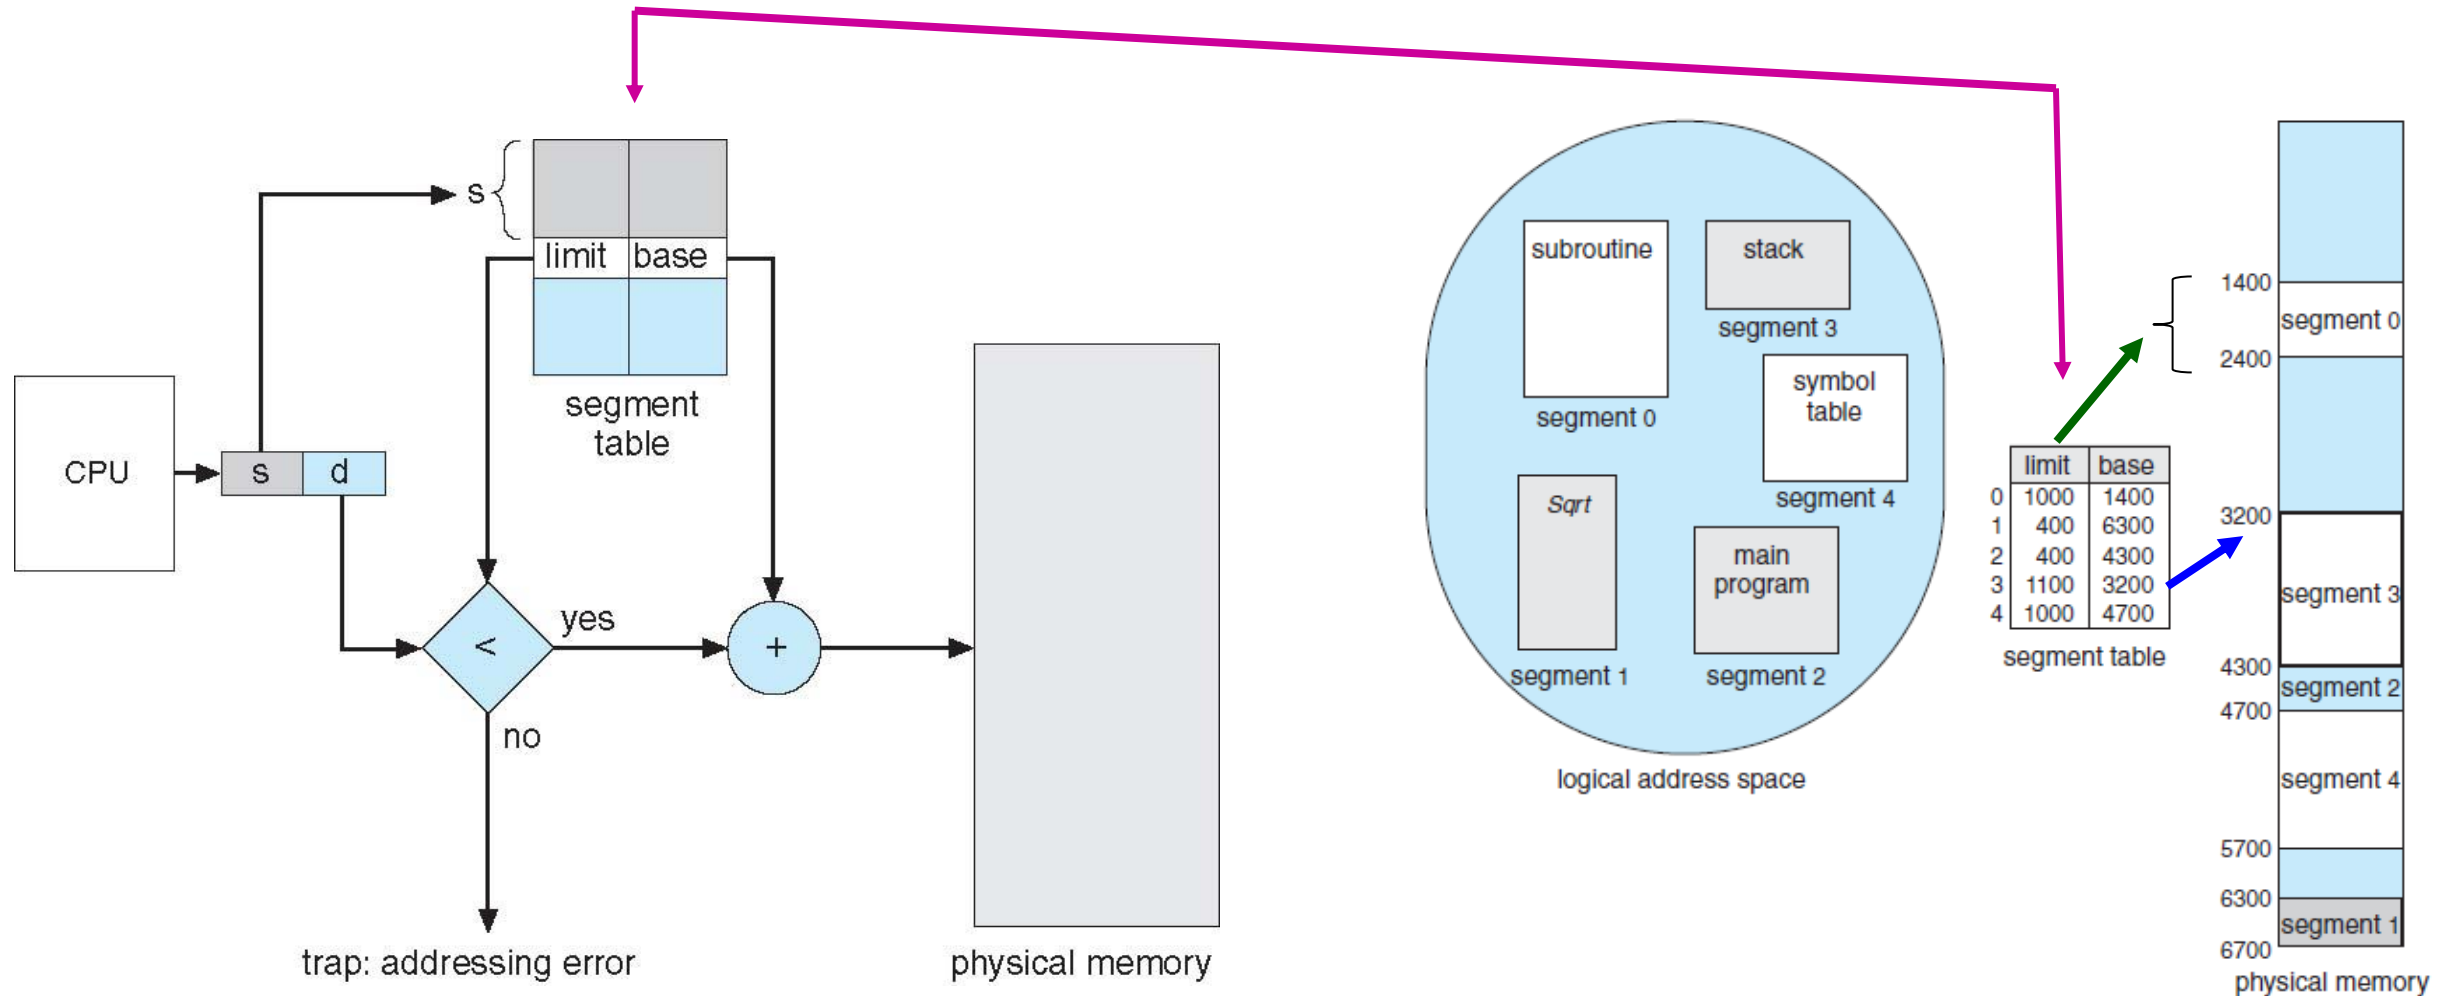 s
limit base
segment
table
CPU
s d
<
yes
+
no
trap: addressing error
physical memory
subroutine
segment 0
stack
segment 3
symbol
table
segment 4
Sqrt
segment 1
main
program
segment 2
logical address space
limit base
0 1000 1400
1 400 6300
2 400 4300
3 1100 3200
4 1000 4700
segment table
1400
segment 0
2400
3200
segment 3
4300
segment 2
4700
segment 4
5700
6300
segment 1
6700
physical memory